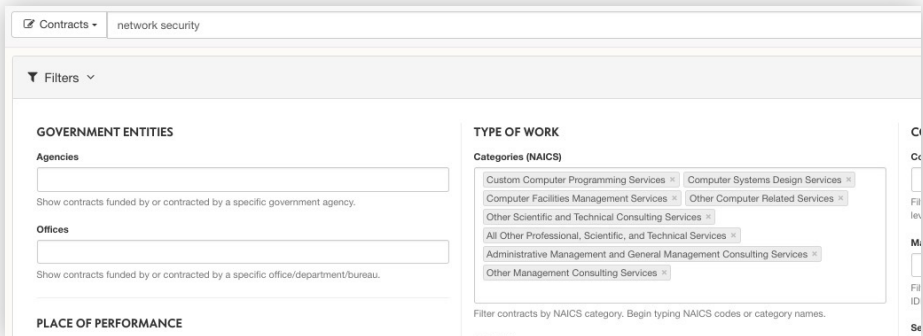 Contracts
network security
Filters
GOVERNMENT ENTITIES
Agencies
Show contracts funded by or contracted by a specific government agency.
Offices
Show contracts funded by or contracted by a specific office/department/bureau.
PLACE OF PERFORMANCE
TYPE OF WORK
Categories (NAICS)
Custom Computer Programming Services × Computer Systems Design Services ×
Computer Facilities Management Services × Other Computer Related Services ×
Other Scientific and Technical Consulting Services ×
All Other Professional, Scientific, and Technical Services ×
Administrative Management and General Management Consulting Services ×
Other Management Consulting Services ×
Filter contracts by NAICS category. Begin typing NAICS codes or category names.